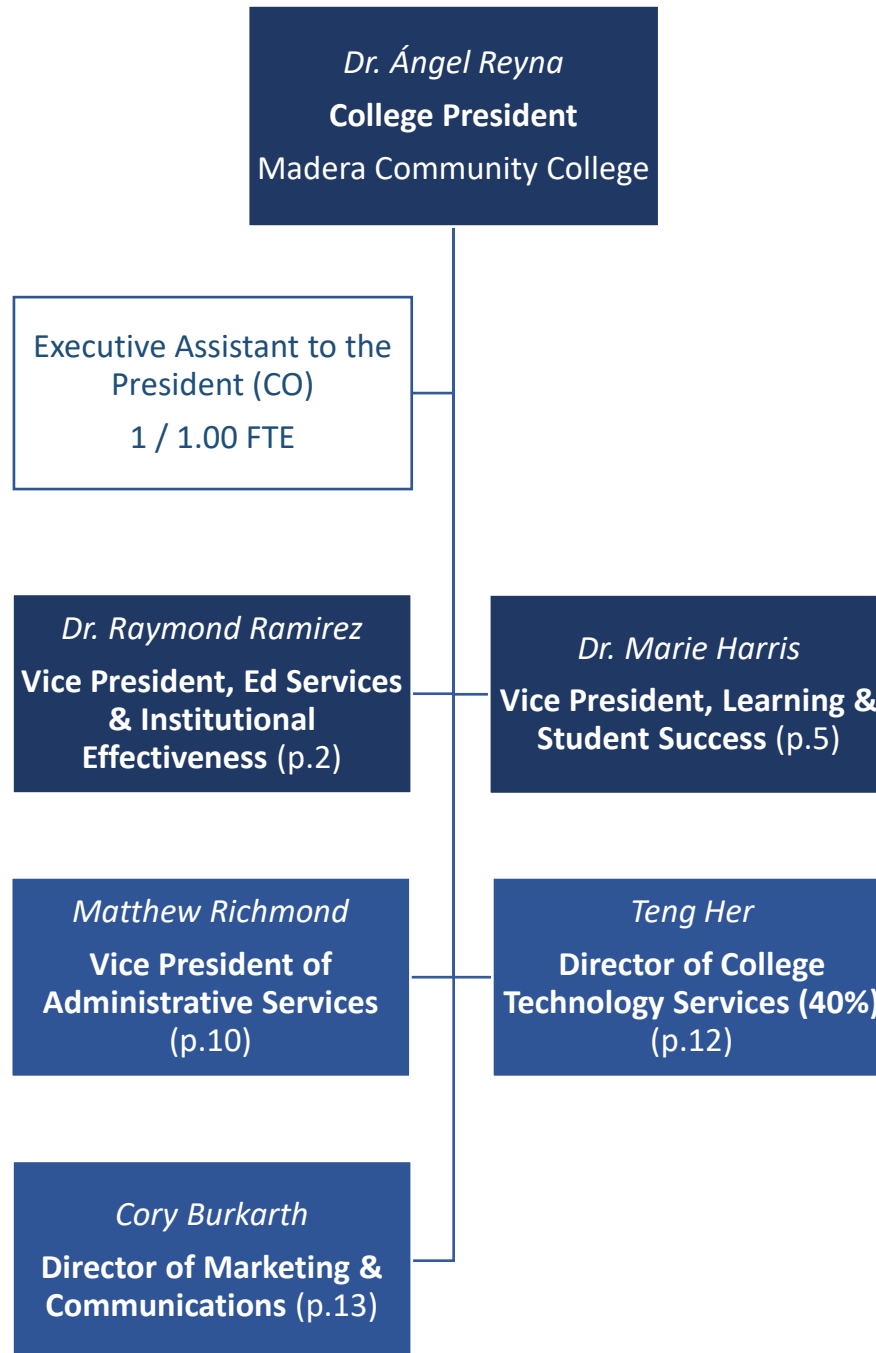 Dr. Ángel Reyna
College President
Madera Community College
Executive Assistant to the
President (CO)
1 / 1.00 FTE
Dr. Raymond Ramirez
Vice President, Ed Services
& Institutional
Effectiveness (p.2)
Dr. Marie Harris
Vice President, Learning &
Student Success (p.5)
Matthew Richmond
Vice President of
Administrative Services
(p.10)
Teng Her
Director of College
Technology Services (40%)
(p.12)
Cory Burkarth
Director of Marketing &
Communications (p.13)